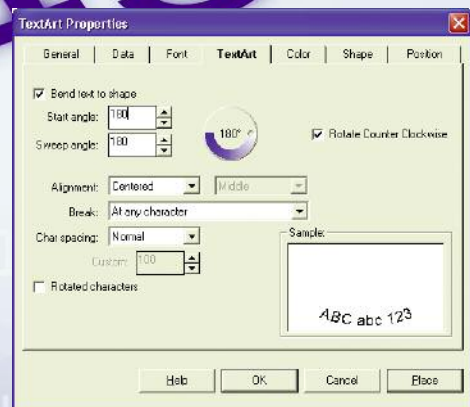 TextArt Properties
General Data Font TextArt Color Shape Position
Bend text to shape
Start angle: 180
Sweep angle: 180
180°
Rotate Counter Clockwise
Alignment: Centered Middle
Break: At any character
Char spacing: Normal
Custom: 100
Rotated characters
Sample:
ABC abc 123
Help OK Cancel Place